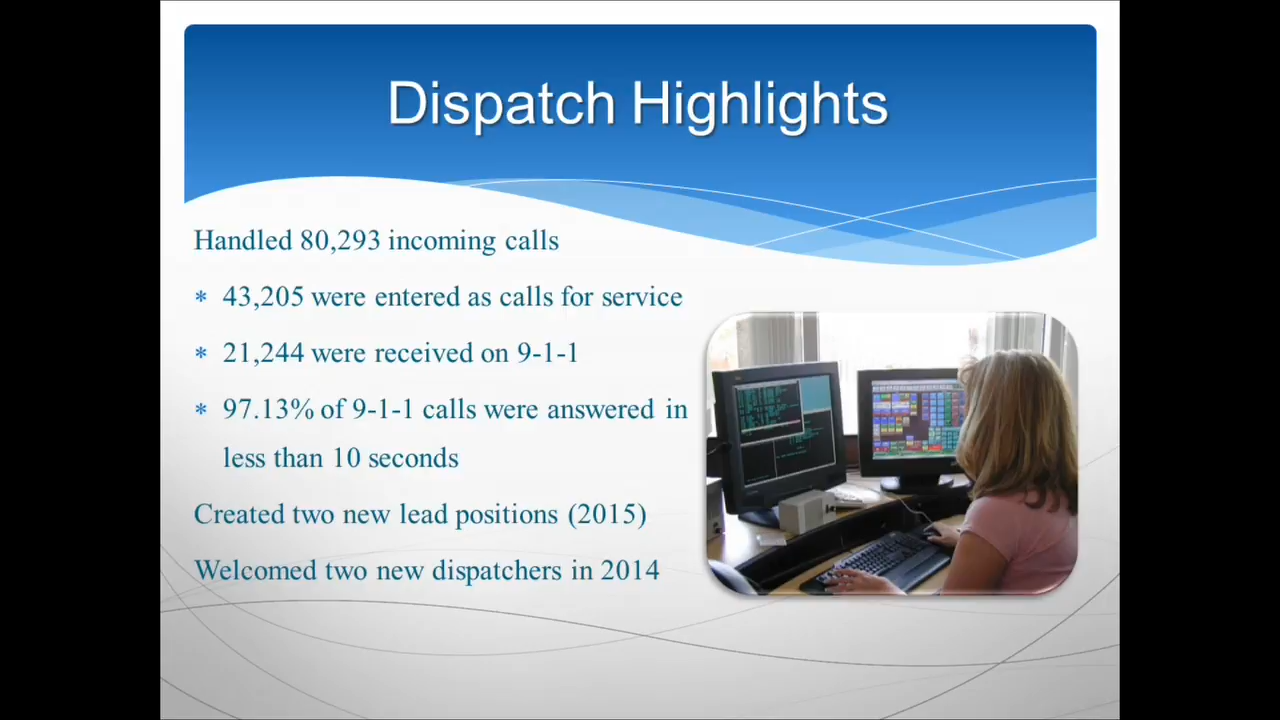 Dispatch Highlights
Handled 80,293 incoming calls
* 43,205 were entered as calls for service
* 21,244 were received on 9-1-1
* 97.13% of 9-1-1 calls were answered in
less than 10 seconds
Created two new lead positions (2015)
Welcomed two new dispatchers in 2014